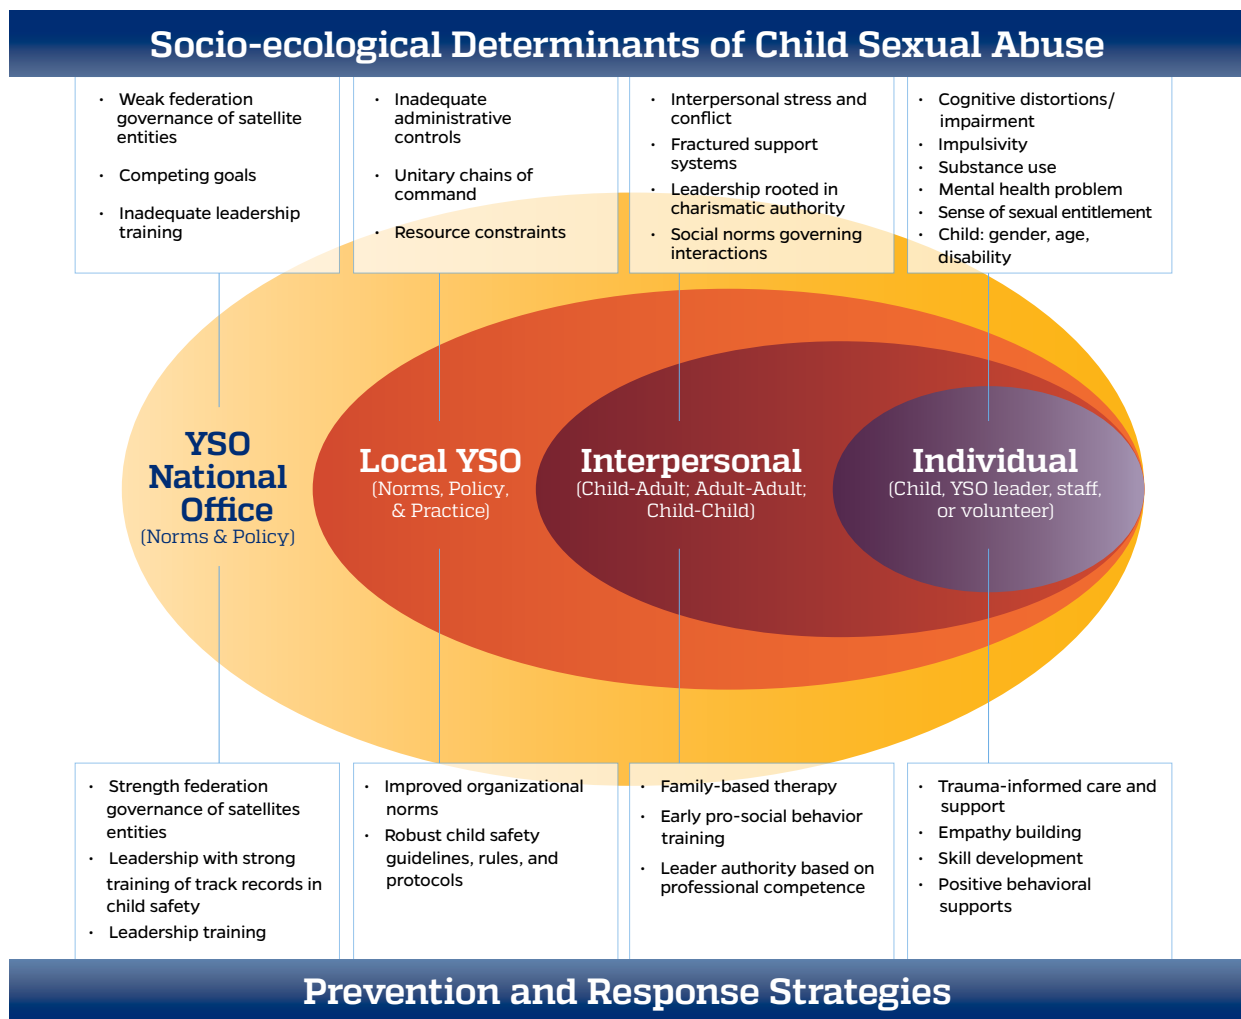 Socio-ecological Determinants of Child Sexual Abuse
· Weak federation
governance of satellite
entities
· Competing goals
· Inadequate leadership
training
· Inadequate
administrative
controls
· Unitary chains of
command
· Resource constraints
· Interpersonal stress and
conflict
· Fractured support
systems
· Leadership rooted in
charismatic authority
· Social norms governing
interactions
· Cognitive distortions/
impairment
· Impulsivity
· Substance use
· Mental health problem
· Sense of sexual entitlement
· Child: gender, age,
disability
YSO
National
Office
(Norms & Policy)
Local YSO
(Norms, Policy,
& Practice)
Interpersonal
(Child-Adult; Adult-Adult;
Child-Child)
Individual
(Child, YSO leader, staff,
or volunteer)
· Strength federation
governance of satellites
entities
· Leadership with strong
training of track records in
child safety
· Leadership training
· Improved organizational
norms
· Robust child safety
guidelines, rules, and
protocols
· Family-based therapy
· Early pro-social behavior
training
· Leader authority based on
professional competence
· Trauma-informed care and
support
· Empathy building
· Skill development
· Positive behavioral
supports
Prevention and Response Strategies